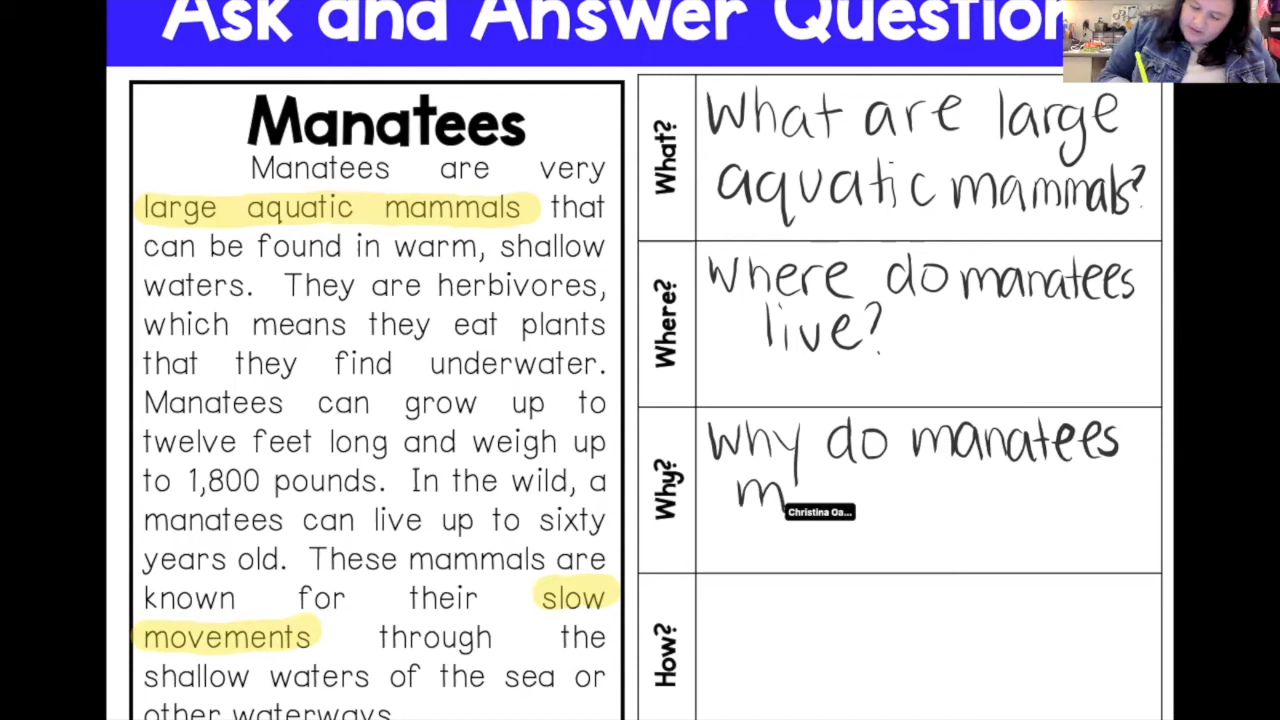 Ask and Answer Question
Manatees
Manatees are very
large aquatic mammals that
can be found in warm, shallow
waters. They are herbivores,
which means they eat plants
that they find underwater.
Manatees can grow up to
twelve feet long and weigh up
to 1,800 pounds. In the wild, a
manatees can live up to sixty
years old. These mammals are
known for their slow
movements through the
shallow waters of the sea or
other waterways.
What?
What are large
aquatic mammals?
Where?
Where do manatees
live?
Why?
Why do manatees
m
Christina Oa...
How?